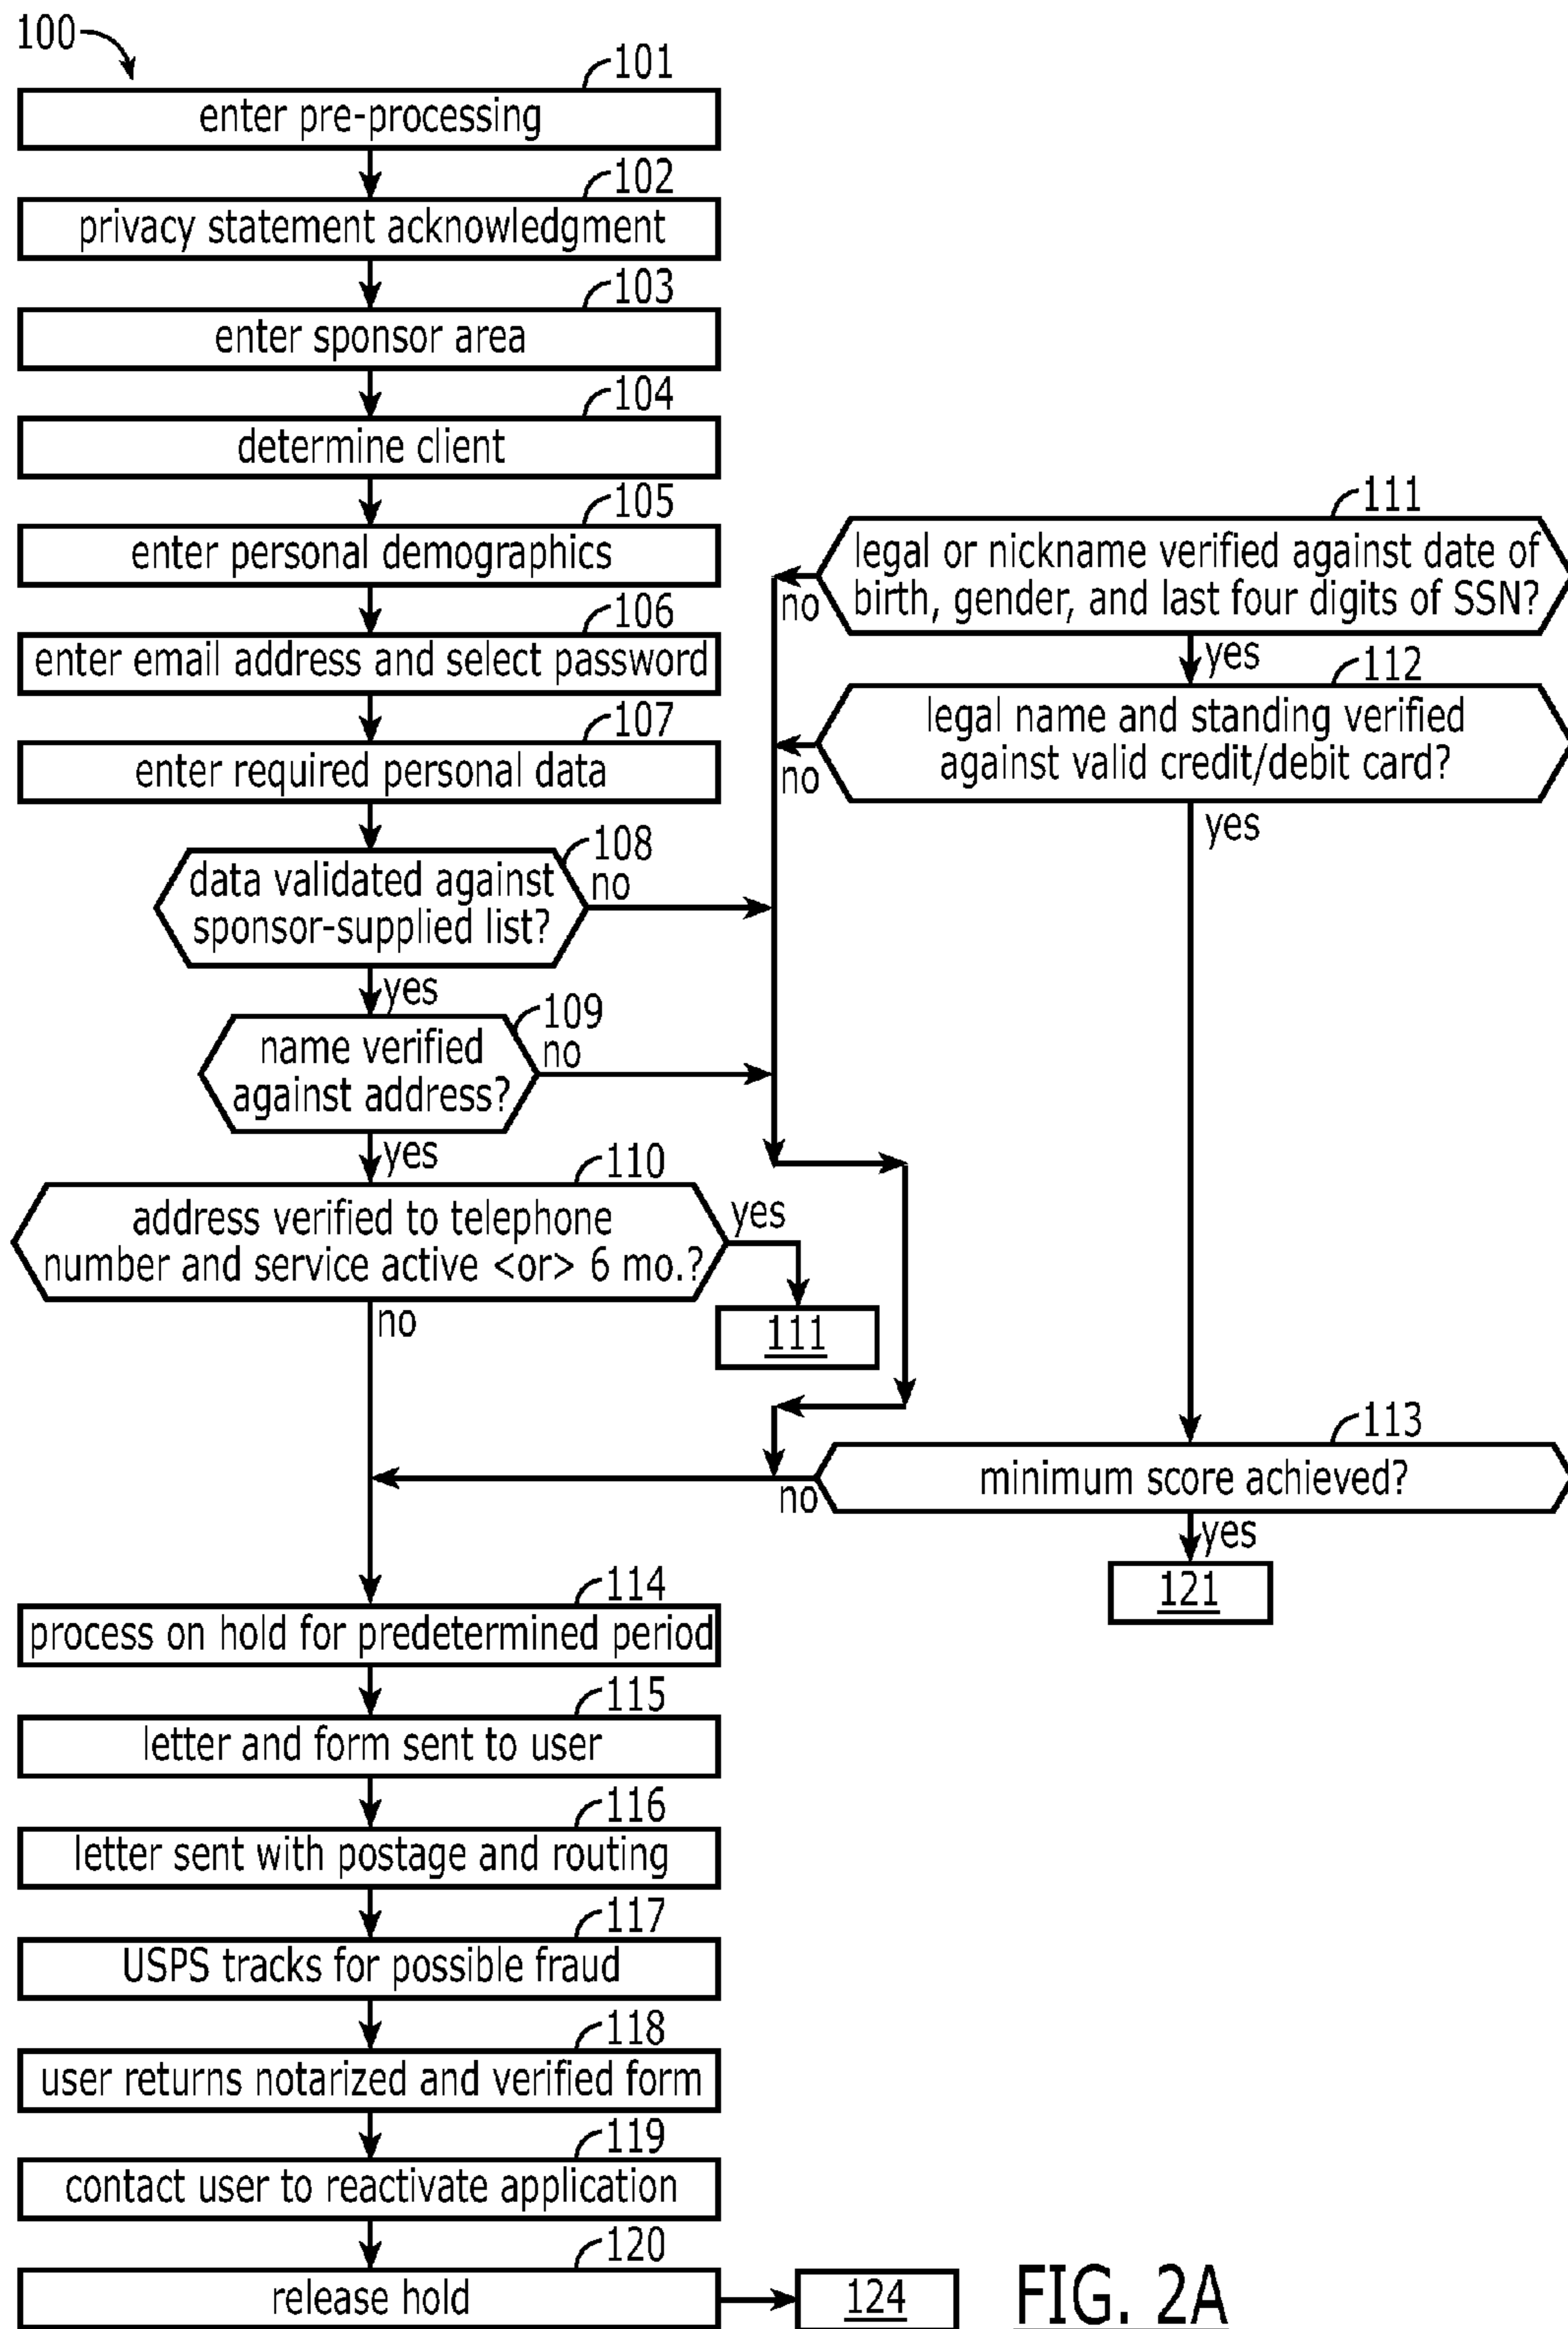 100
101
enter pre-processing
102
privacy statement acknowledgment
103
enter sponsor area
104
determine client
105
enter personal demographics
106
enter email address and select password
107
enter required personal data
108
data validated against
sponsor-supplied list?
no
yes
109
name verified
against address?
no
yes
110
address verified to telephone
number and service active <or> 6 mo.?
yes
111
no
111
legal or nickname verified against date of
birth, gender, and last four digits of SSN?
no
yes
112
legal name and standing verified
against valid credit/debit card?
no
yes
113
minimum score achieved?
no
yes
121
114
process on hold for predetermined period
115
letter and form sent to user
116
letter sent with postage and routing
117
USPS tracks for possible fraud
118
user returns notarized and verified form
119
contact user to reactivate application
120
release hold
124
FIG. 2A